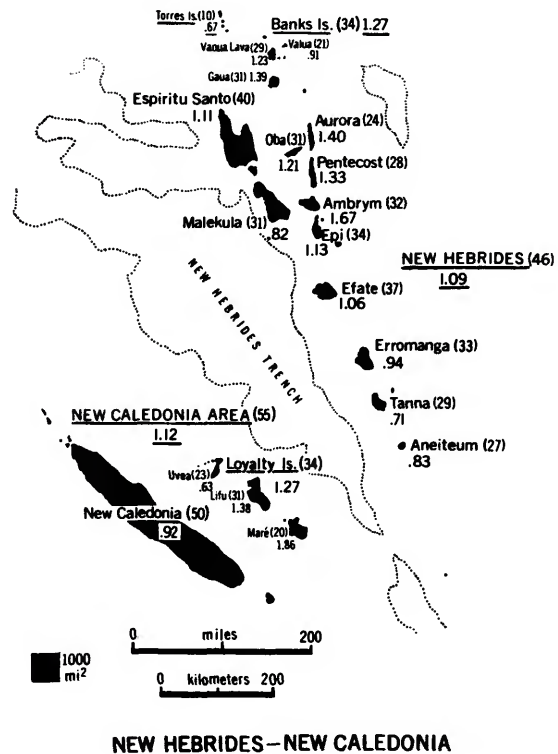 Torres Is. (10)
.67
Banks Is. (34) 1.27
Vaoua Lava (29)
1.23
Valua (21)
.91
Gaua (31) 1.39
Espiritu Santo (40)
1.11
Aurora (24)
1.40
Oba (31)
1.21
Pentecost (28)
1.33
Ambrym (32)
1.67
Malekula (31)
.82
Epi (34)
1.13
NEW HEBRIDES (46)
1.09
Efate (37)
1.06
NEW HEBRIDES TRENCH
Erromanga (33)
.94
Tanna (29)
.71
Aneiteum (27)
.83
NEW CALEDONIA AREA (55)
1.12
Loyalty Is. (34)
1.27
Uvea (23)
.63
Lifu (31)
1.38
New Caledonia (50)
.92
Maré (20)
1.86
0 miles 200
1000
mi²
0 kilometers 200
NEW HEBRIDES – NEW CALEDONIA